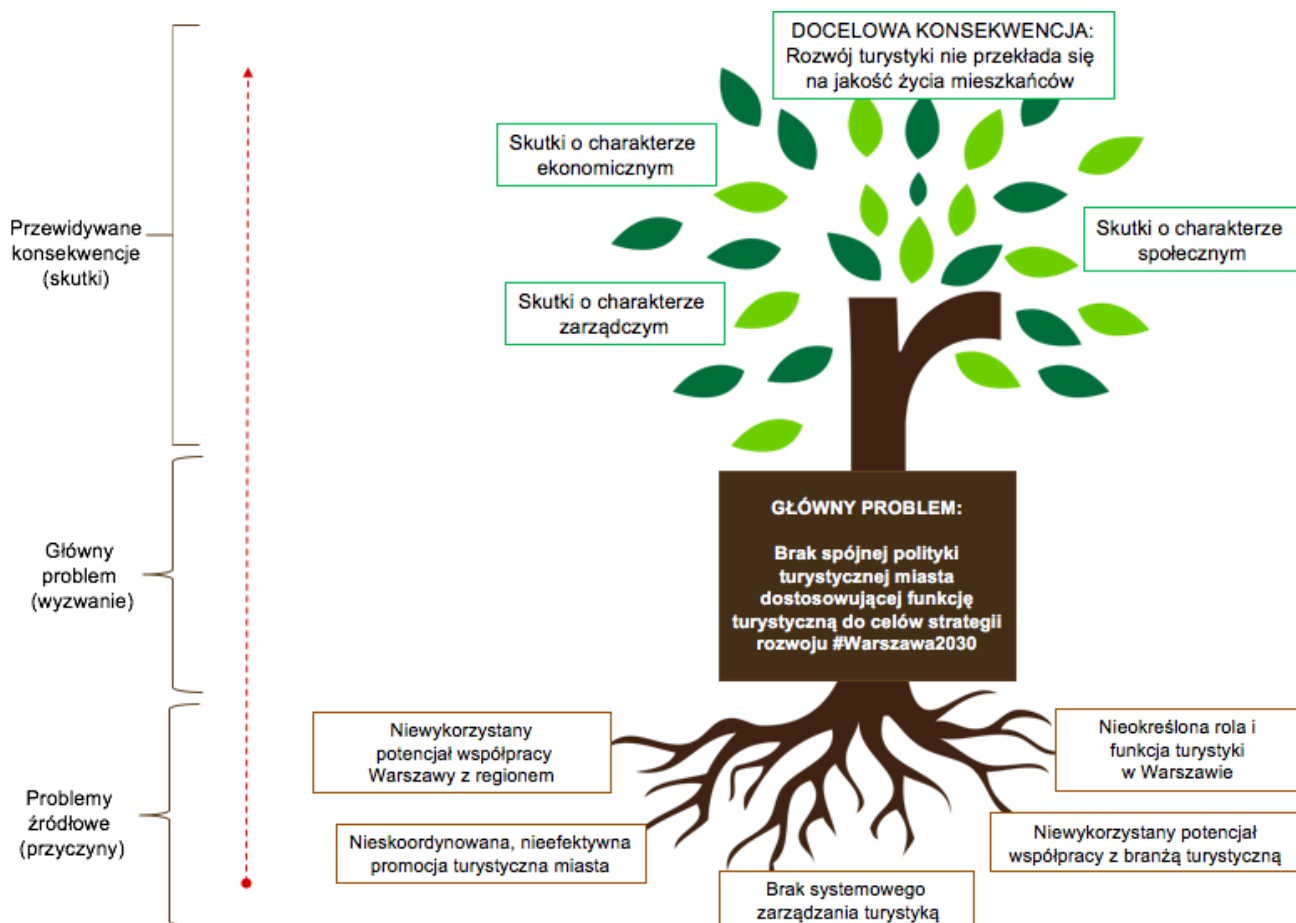 DOCELOWA KONSEKWENCJA:
Rozwój turystyki nie przekłada się
na jakość życia mieszkańców
Skutki o charakterze
ekonomicznym
Przewidywane
konsekwencje
(skutki)
Skutki o charakterze
społecznym
Skutki o charakterze
zarządczym
GŁÓWNY PROBLEM:
Brak spójnej polityki
turystycznej miasta
dostosowującej funkcję
turystyczną do celów strategii
rozwoju #Warszawa2030
Główny
problem
(wyzwanie)
Niewykorzystany
potencjał współpracy
Warszawy z regionem
Nieokreślona rola i
funkcja turystyki
w Warszawie
Problemy
źródłowe
(przyczyny)
Nieskoordynowana, nieefektywna
promocja turystyczna miasta
Niewykorzystany potencjał
współpracy z branżą turystyczną
Brak systemowego
zarządzania turystyką